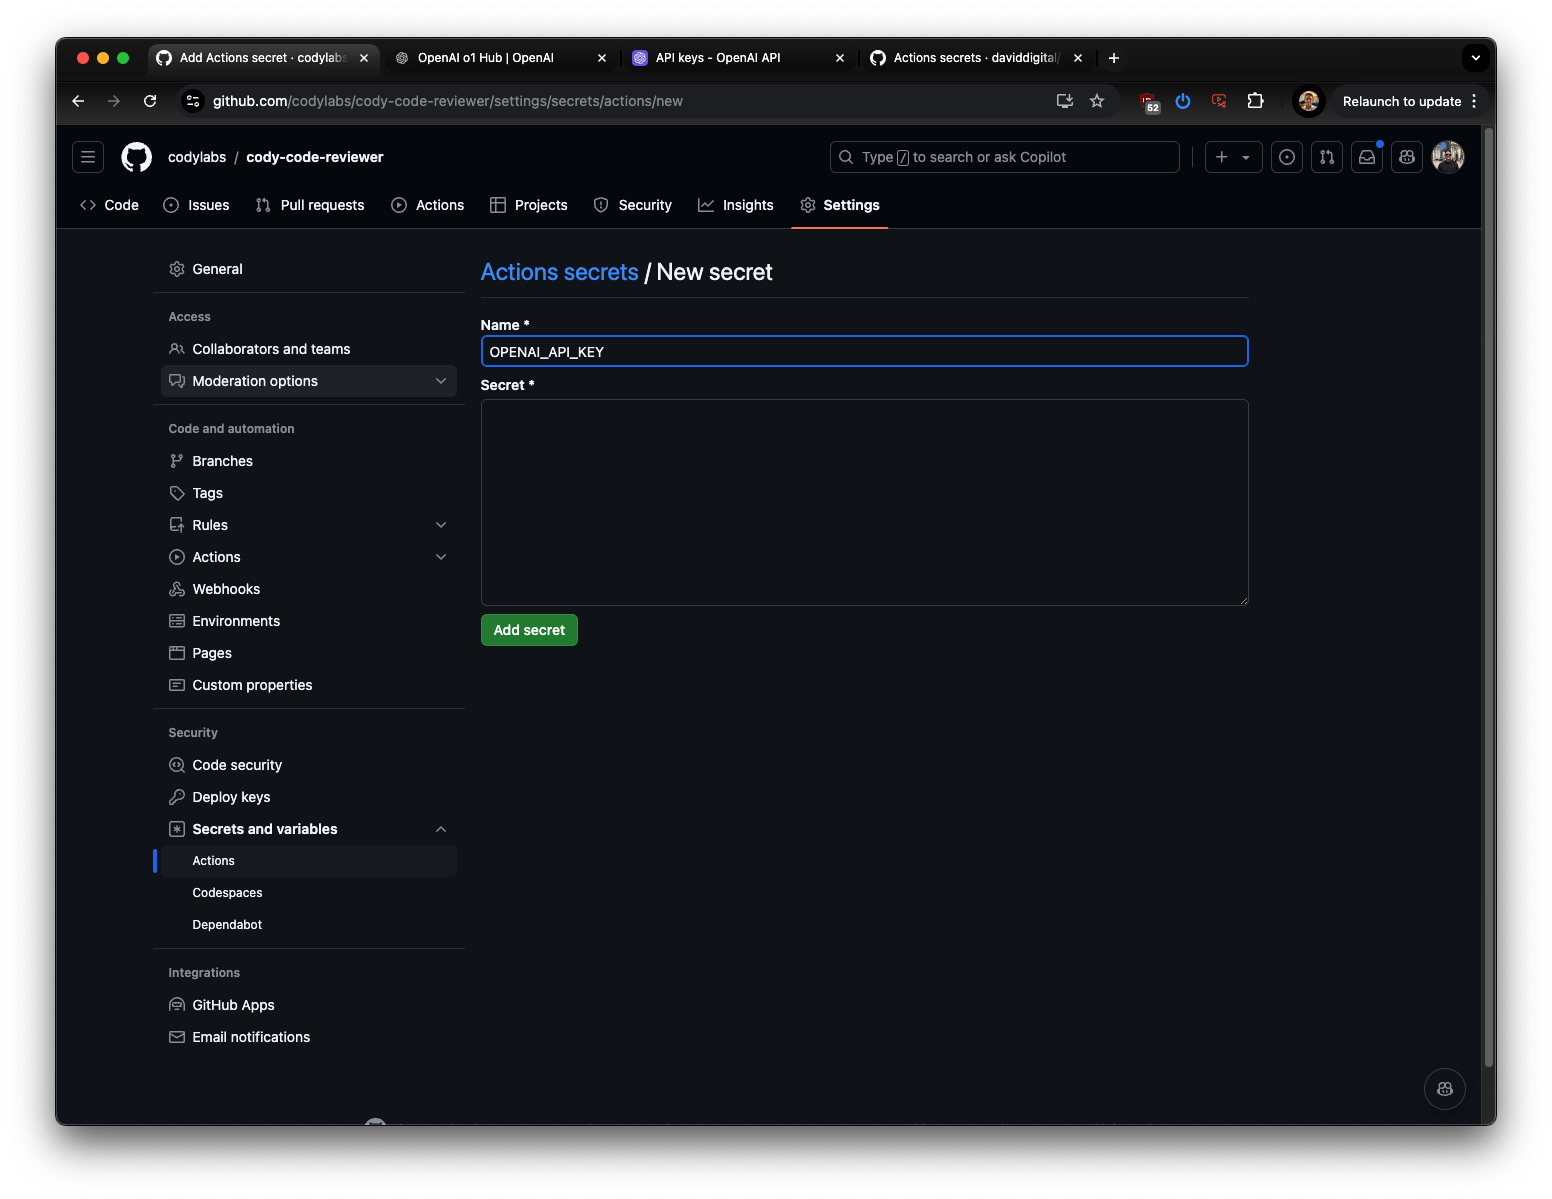 Add Actions secret · codylabs
OpenAI o1 Hub | OpenAI
API keys - OpenAI API
Actions secrets · daviddigital/
github.com/codylabs/cody-code-reviewer/settings/secrets/actions/new
52
Relaunch to update
codylabs / cody-code-reviewer
Type / to search or ask Copilot
Code
Issues
Pull requests
Actions
Projects
Security
Insights
Settings
General
Access
Collaborators and teams
Moderation options
Code and automation
Branches
Tags
Rules
Actions
Webhooks
Environments
Pages
Custom properties
Security
Code security
Deploy keys
Secrets and variables
Actions
Codespaces
Dependabot
Integrations
GitHub Apps
Email notifications
Actions secrets / New secret
Name *
OPENAI_API_KEY
Secret *
Add secret